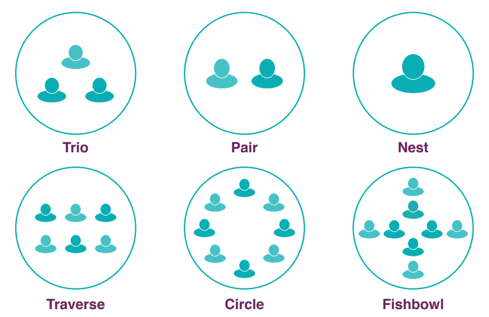 Trio
Pair
Nest
Traverse
Circle
Fishbowl